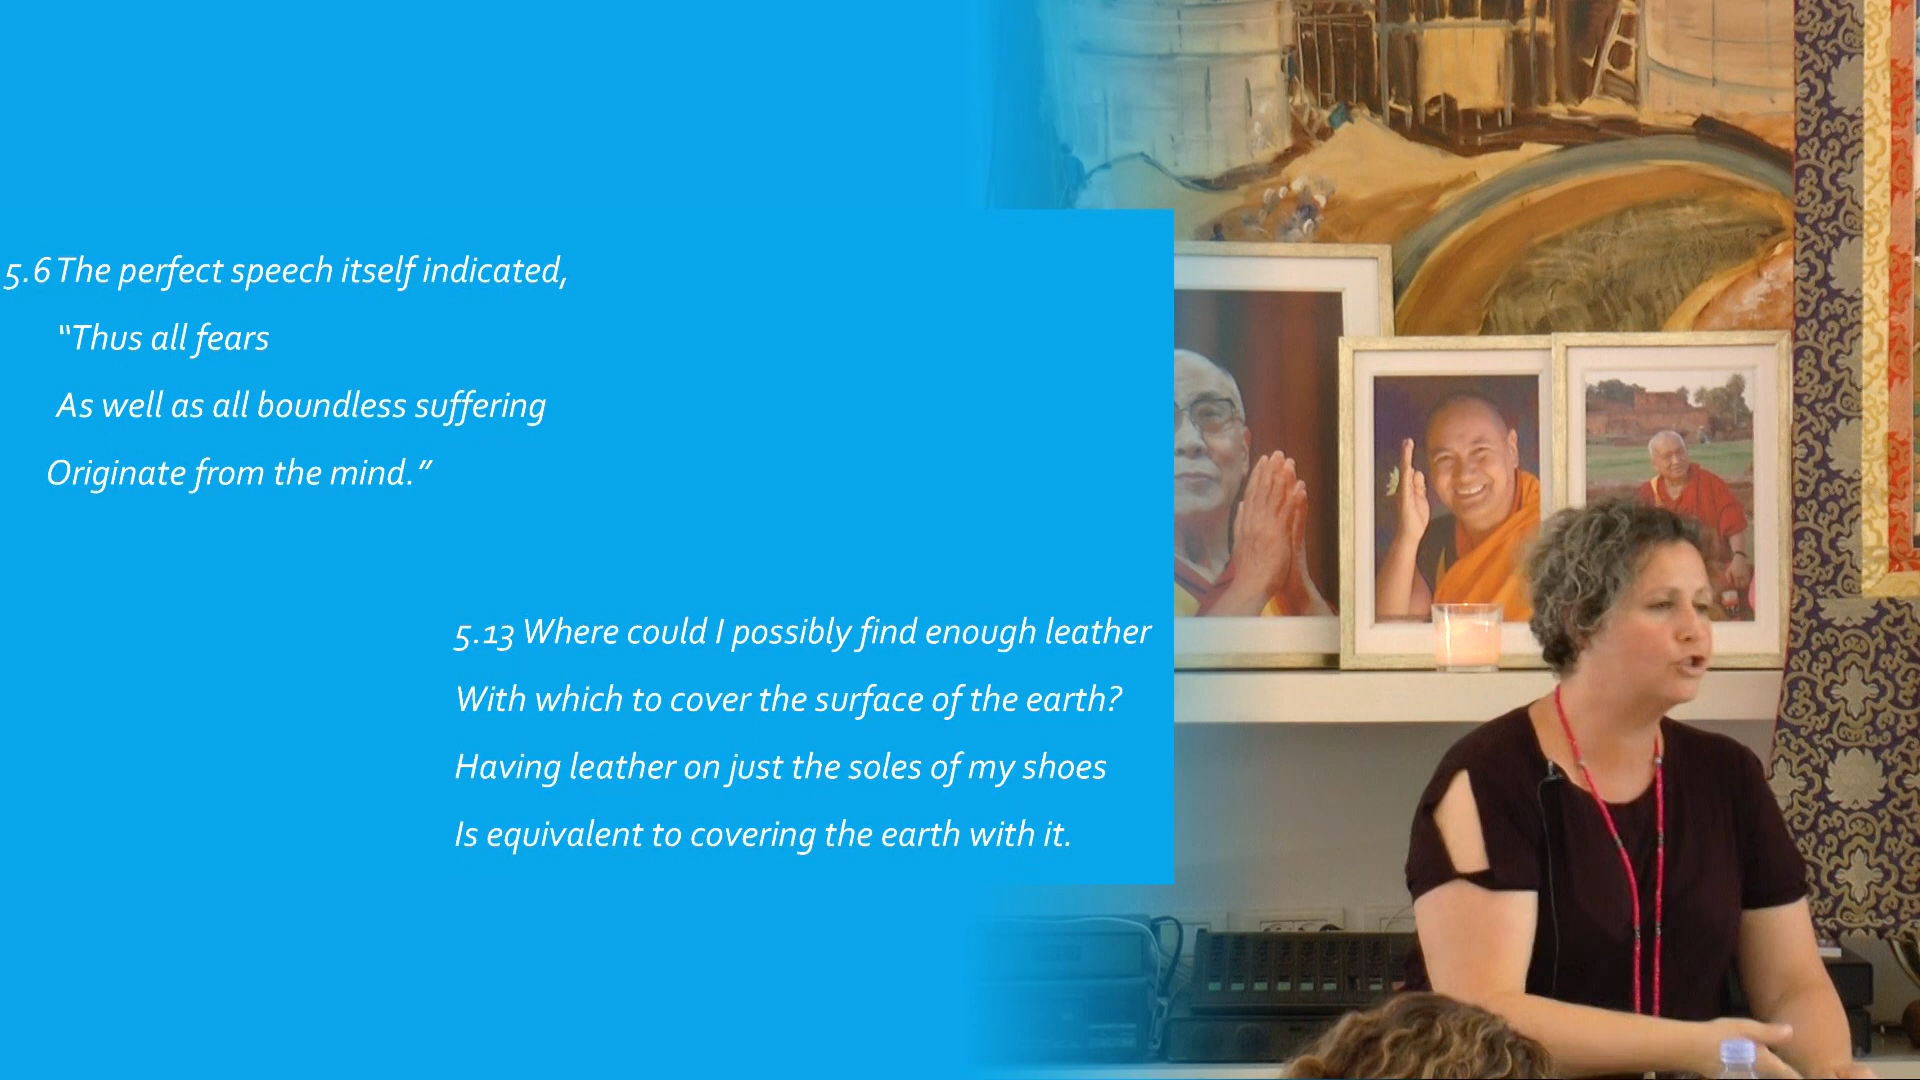 5.6 The perfect speech itself indicated,
“Thus all fears
As well as all boundless suffering
Originate from the mind.”
5.13 Where could I possibly find enough leather
With which to cover the surface of the earth?
Having leather on just the soles of my shoes
Is equivalent to covering the earth with it.